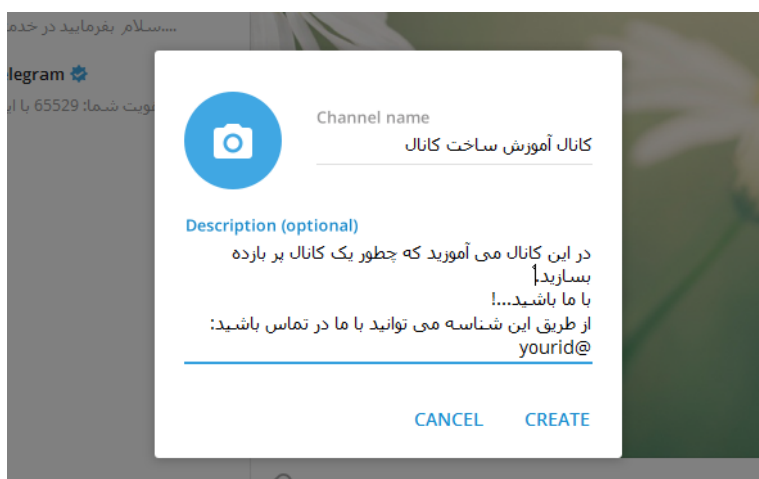 ....سلام بفرمایید در خدم
legram
عویت شما: 65529 با ای
Channel name
کانال آموزش ساخت کانال
Description (optional)
در این کانال می آموزید که چطور یک کانال پر بازده
بسازید.
با ما باشید...!
از طریق این شناسه می توانید با ما در تماس باشید:
yourid@
CANCEL CREATE